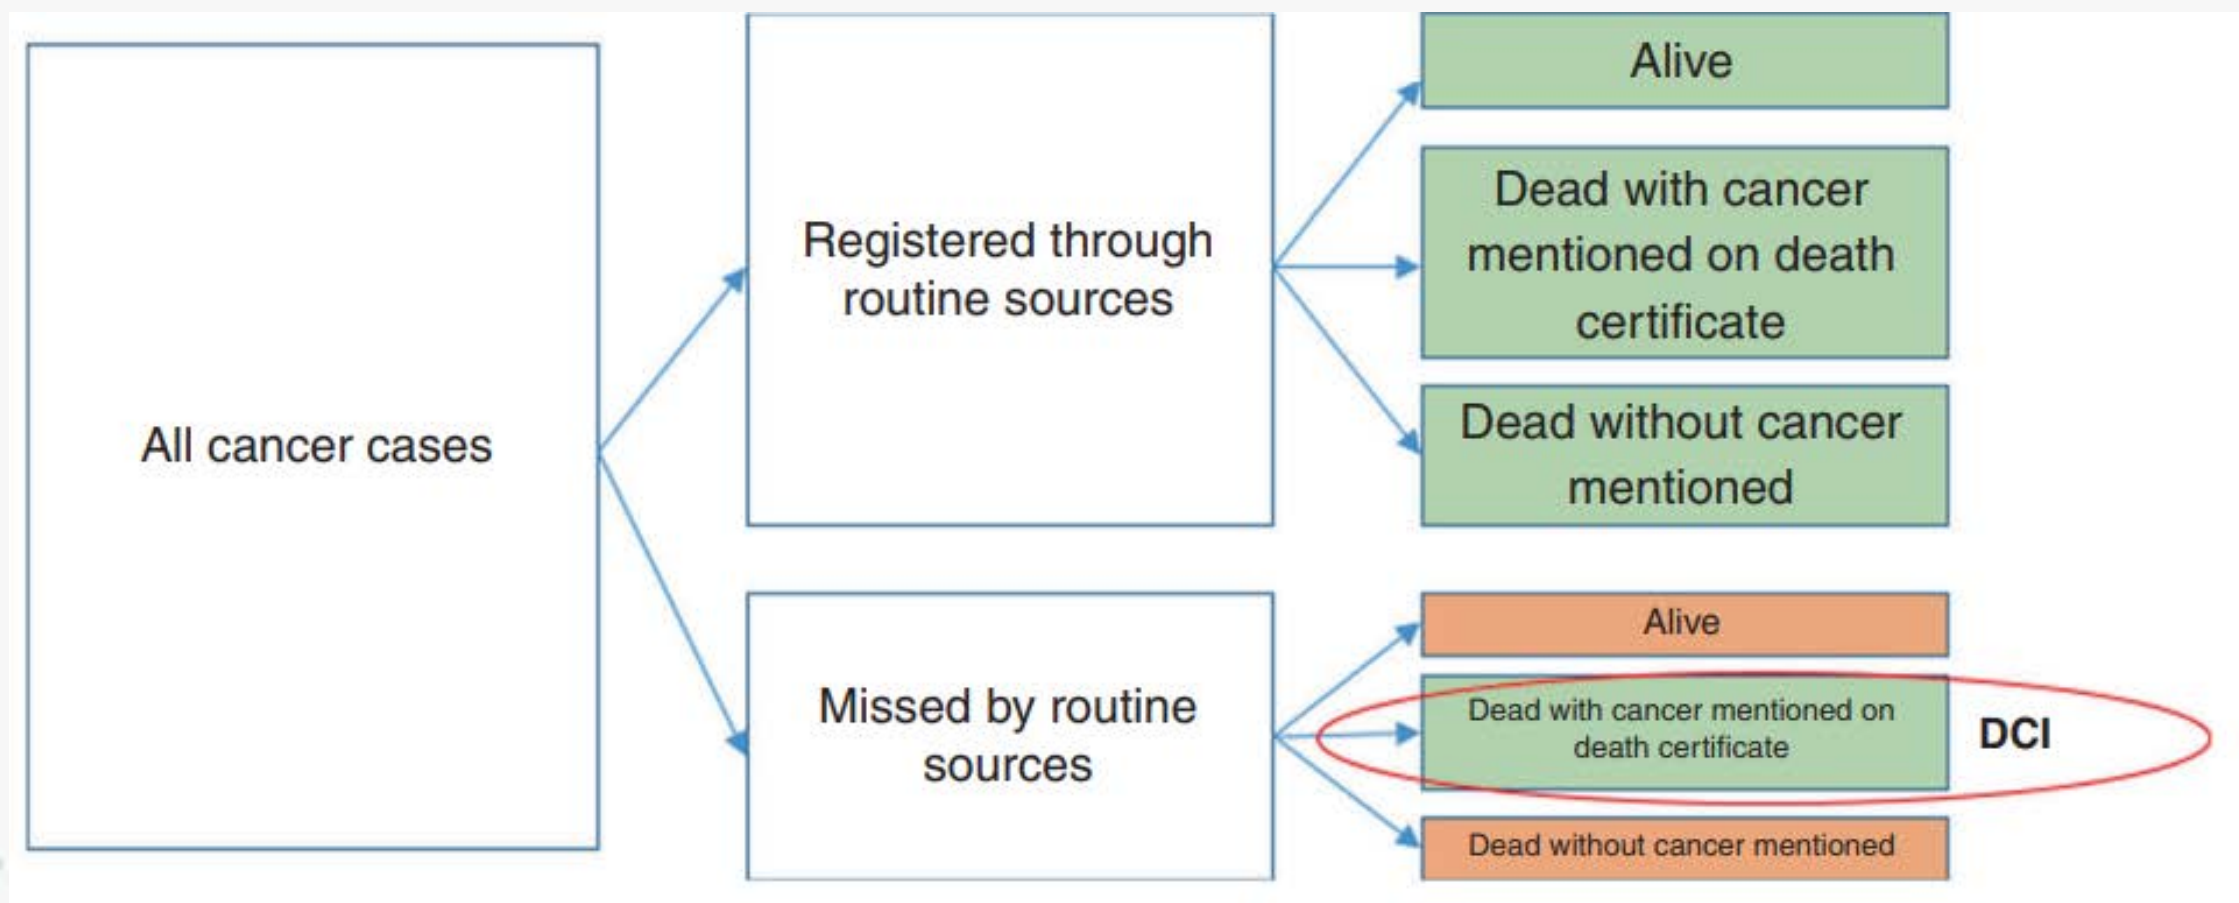 All cancer cases
Registered through
routine sources
Alive
Dead with cancer
mentioned on death
certificate
Dead without cancer
mentioned
Missed by routine
sources
Alive
Dead with cancer mentioned on
death certificate
DCI
Dead without cancer mentioned